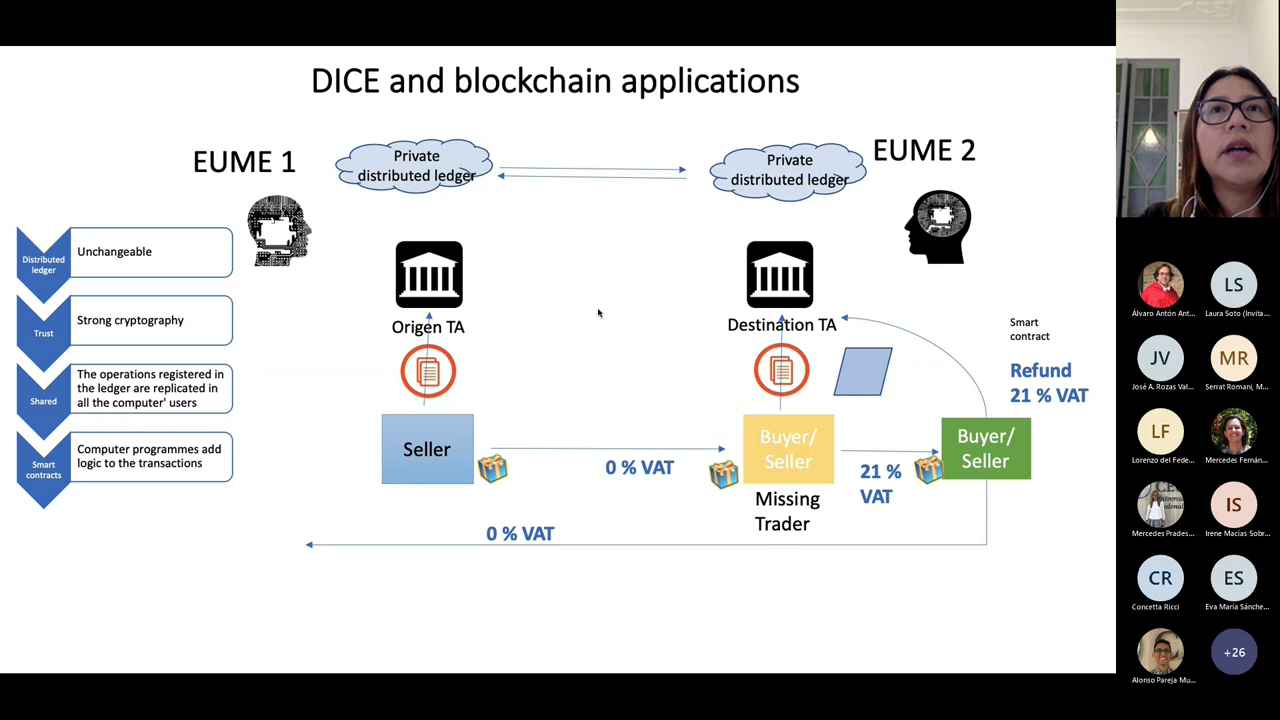 DICE and blockchain applications
EUME 1
Private
distributed ledger
Private
distributed ledger
EUME 2
Distributed
ledger
Unchangeable
Trust
Strong cryptography
Shared
The operations registered in
the ledger are replicated in
all the computer' users
Smart
contracts
Computer programmes add
logic to the transactions
Origen TA
Destination TA
Smart
contract
Refund
21 % VAT
Seller
0 % VAT
Buyer/
Seller
Missing
Trader
21 %
VAT
Buyer/
Seller
0 % VAT
Álvaro Antón Ant...
LS
Laura Soto (Invita...
JV
José A. Rozas Val...
MR
Serrat Romani, M...
LF
Lorenzo del Fede...
Mercedes Fernán...
Mercedes Prades...
IS
Irene Macías Sobr...
CR
Concetta Ricci
ES
Eva María Sánche...
Alonso Pareja Mu...
+26